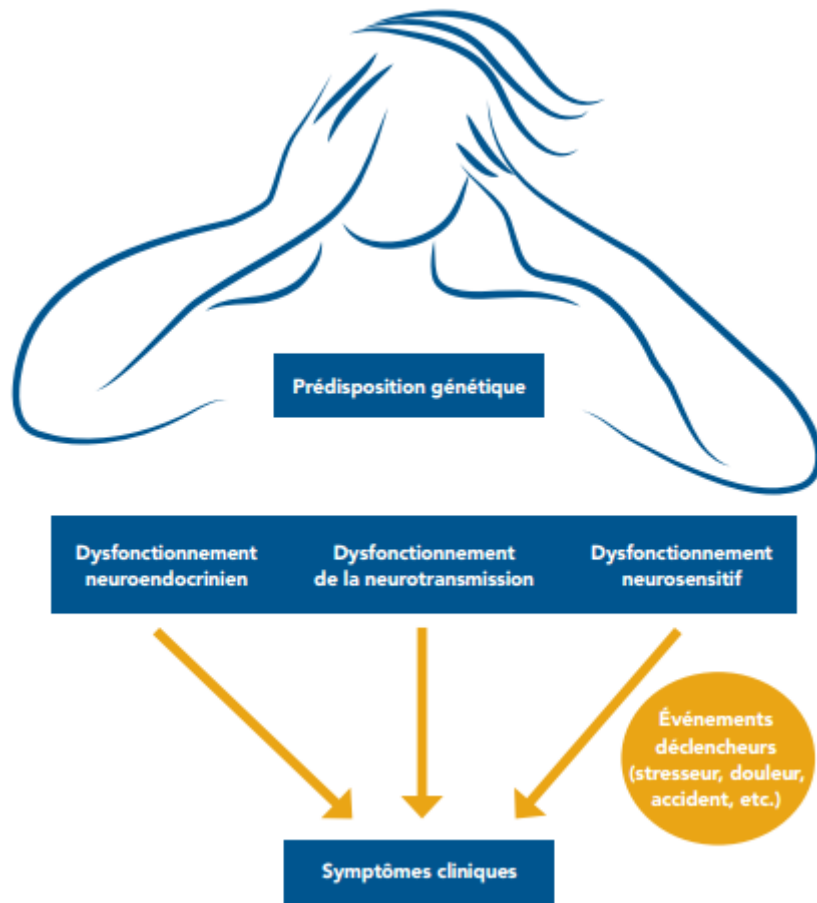 Prédisposition génétique
Dysfonctionnement
neuroendocrinien
Dysfonctionnement
de la neurotransmission
Dysfonctionnement
neurosensitif
Événements
déclencheurs
(stresseur, douleur,
accident, etc.)
Symptômes cliniques